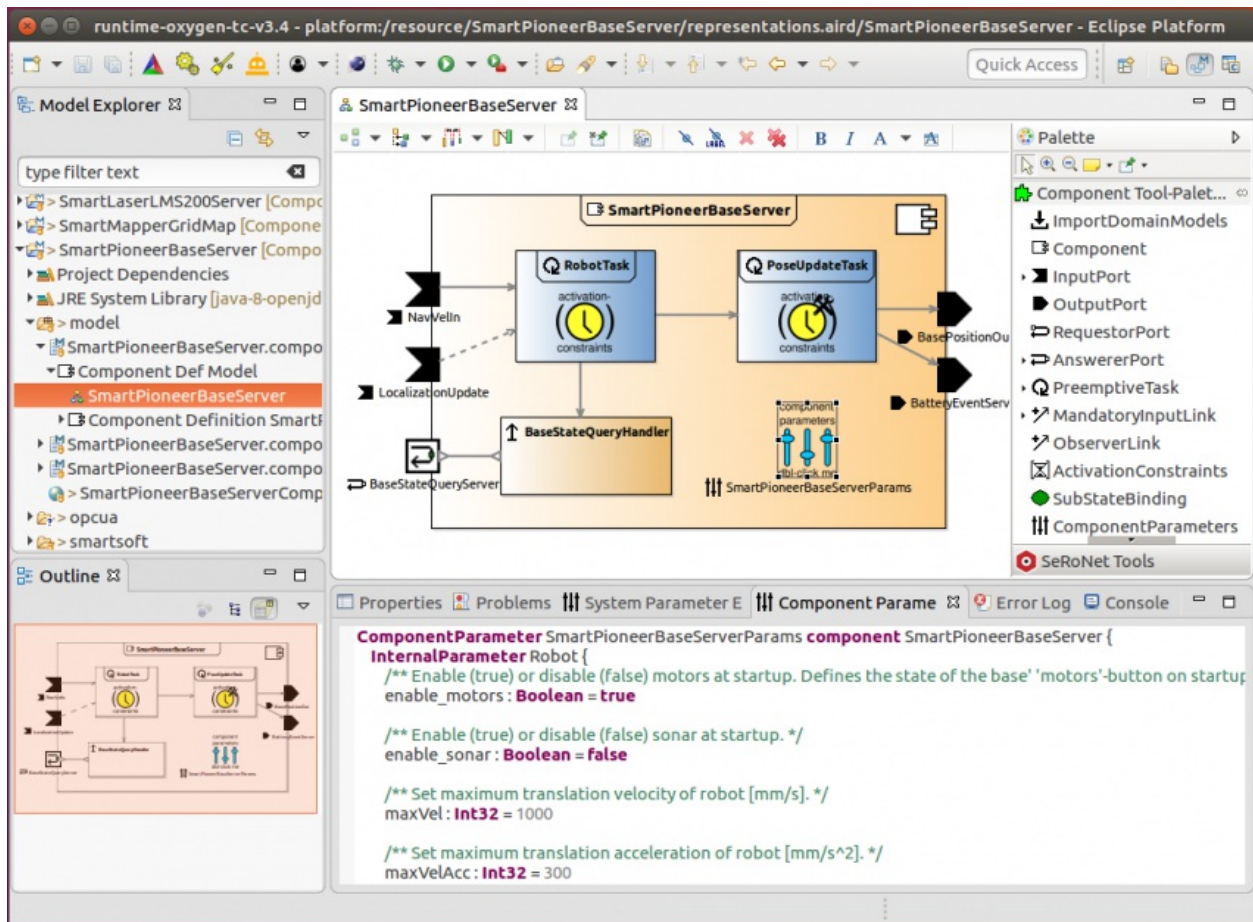 runtime-oxygen-tc-v3.4 - platform:/resource/SmartPioneerBaseServer/representations.aird/SmartPioneerBaseServer - Eclipse Platform
Quick Access
Model Explorer
type filter text
> SmartLaserLMS200Server [Compo
> SmartMapperGridMap [Compone
> SmartPioneerBaseServer [Compo
Project Dependencies
JRE System Library [java-8-openjd
> model
SmartPioneerBaseServer.compo
Component Def Model
SmartPioneerBaseServer
Component Definition SmartP
SmartPioneerBaseServer.compo
SmartPioneerBaseServer.compo
> SmartPioneerBaseServerComp
> opcua
> smartsoft
Outline
SmartPioneerBaseServer
B I A
SmartPioneerBaseServer
RobotTask
activation-
constraints
PoseUpdateTask
activation-
constraints
NavVelIn
LocalizationUpdate
BasePositionOu
BatteryEventServ
BaseStateQueryHandler
BaseStateQueryServer
component
parameters
dbl-click me
SmartPioneerBaseServerParams
Palette
Component Tool-Palet...
ImportDomainModels
Component
InputPort
OutputPort
RequestorPort
AnswererPort
PreemptiveTask
MandatoryInputLink
ObserverLink
ActivationConstraints
SubStateBinding
ComponentParameters
SeRoNet Tools
Properties Problems System Parameter E Component Parame Error Log Console
ComponentParameter SmartPioneerBaseServerParams component SmartPioneerBaseServer {
InternalParameter Robot {
/** Enable (true) or disable (false) motors at startup. Defines the state of the base' 'motors'-button on startup
enable_motors : Boolean = true
/** Enable (true) or disable (false) sonar at startup. */
enable_sonar : Boolean = false
/** Set maximum translation velocity of robot [mm/s]. */
maxVel : Int32 = 1000
/** Set maximum translation acceleration of robot [mm/s^2]. */
maxVelAcc : Int32 = 300